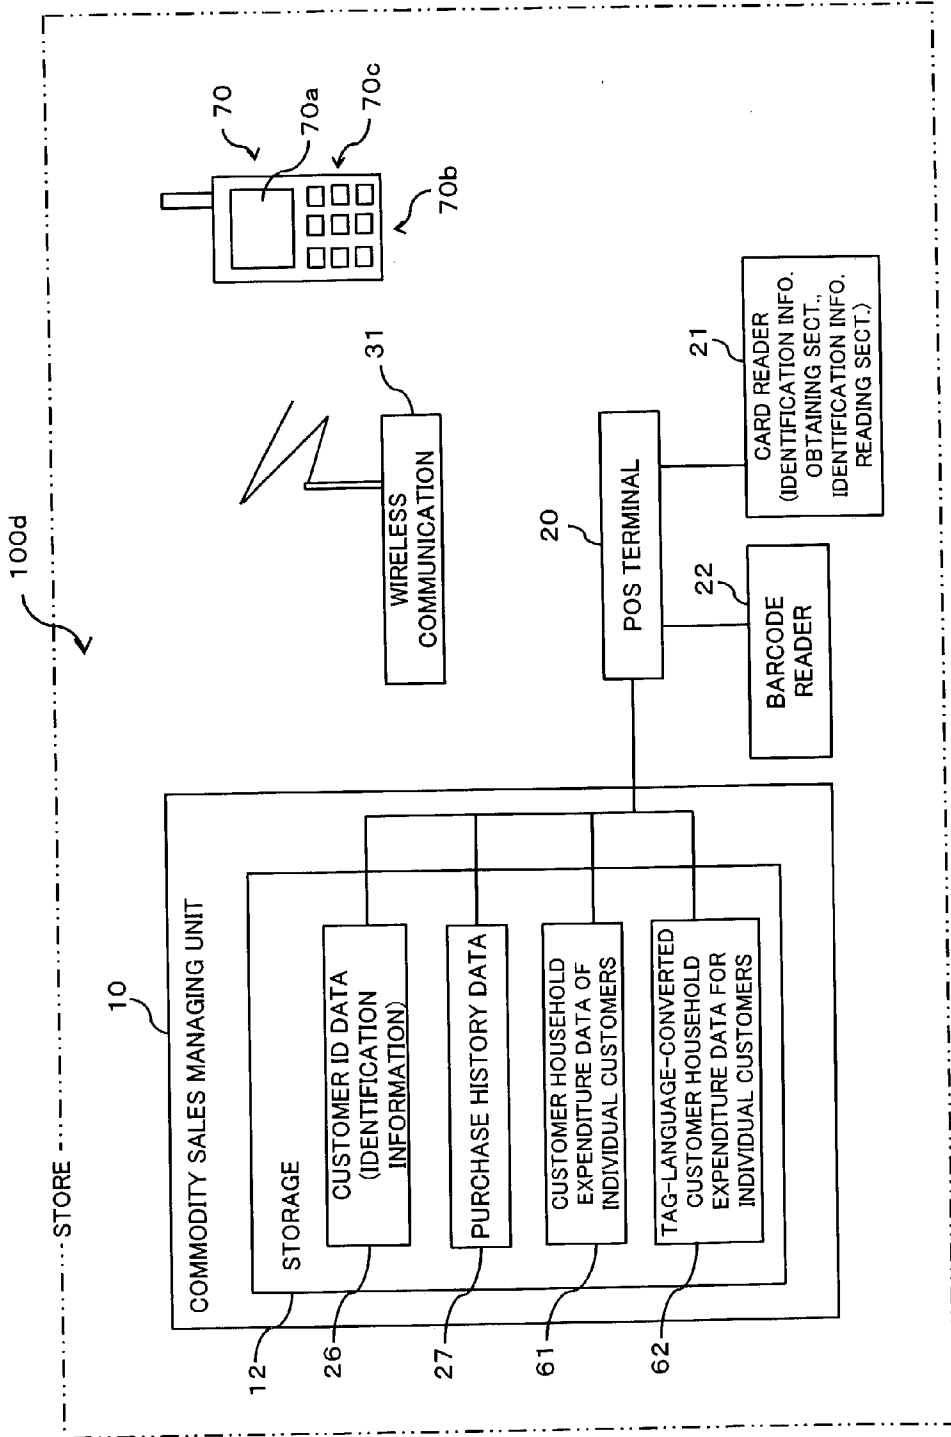 100d
STORE
10
COMMODITY SALES MANAGING UNIT
12
STORAGE
26
CUSTOMER ID DATA
(IDENTIFICATION
INFORMATION)
27
PURCHASE HISTORY DATA
61
CUSTOMER HOUSEHOLD
EXPENDITURE DATA OF
INDIVIDUAL CUSTOMERS
62
TAG-LANGUAGE-CONVERTED
CUSTOMER HOUSEHOLD
EXPENDITURE DATA FOR
INDIVIDUAL CUSTOMERS
31
WIRELESS
COMMUNICATION
20
POS TERMINAL
22
BARCODE
READER
21
CARD READER
(IDENTIFICATION INFO.
OBTAINING SECT.,
IDENTIFICATION INFO.
READING SECT.)
70
70a
70c
70b